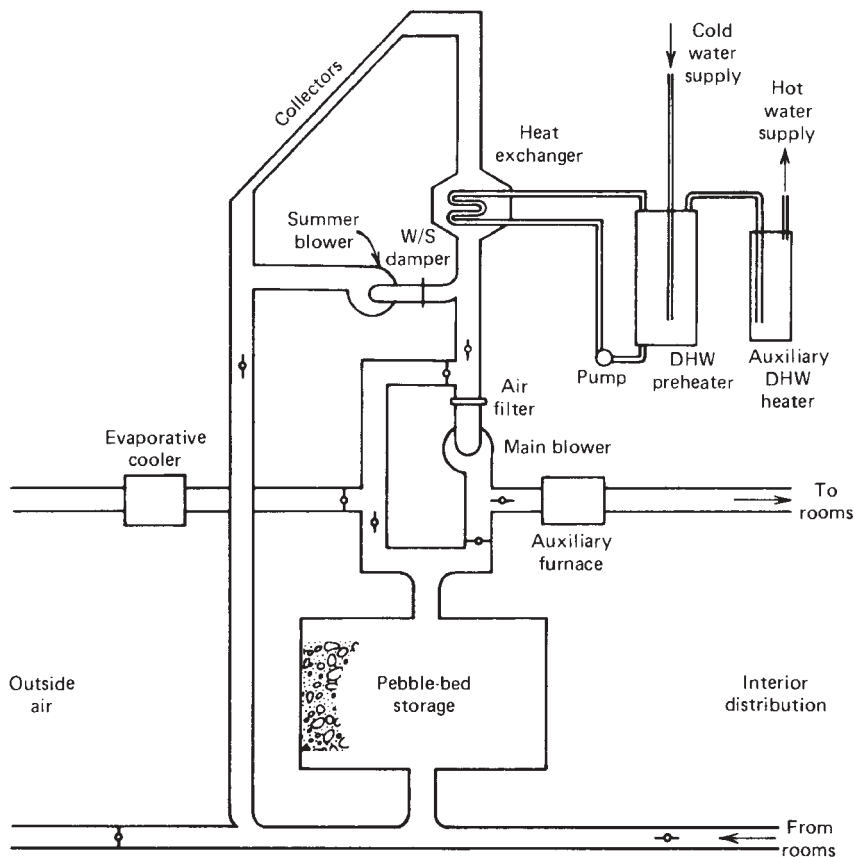 Cold
water
supply
Hot
water
supply
Collectors
Heat
exchanger
Summer
blower
W/S
damper
Pump
DHW
preheater
Auxiliary
DHW
heater
Air
filter
Evaporative
cooler
Main blower
To
rooms
Auxiliary
furnace
Outside
air
Pebble-bed
storage
Interior
distribution
From
rooms